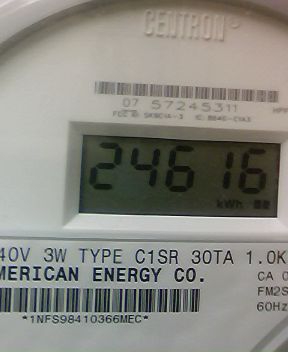 CENTRON®
07 57245311
24616
kWh
40V 3W TYPE C1SR 30TA 1.0K
MERICAN ENERGY CO.
CA 0
FM2S
60Hz
*1NFS98410366MEC*